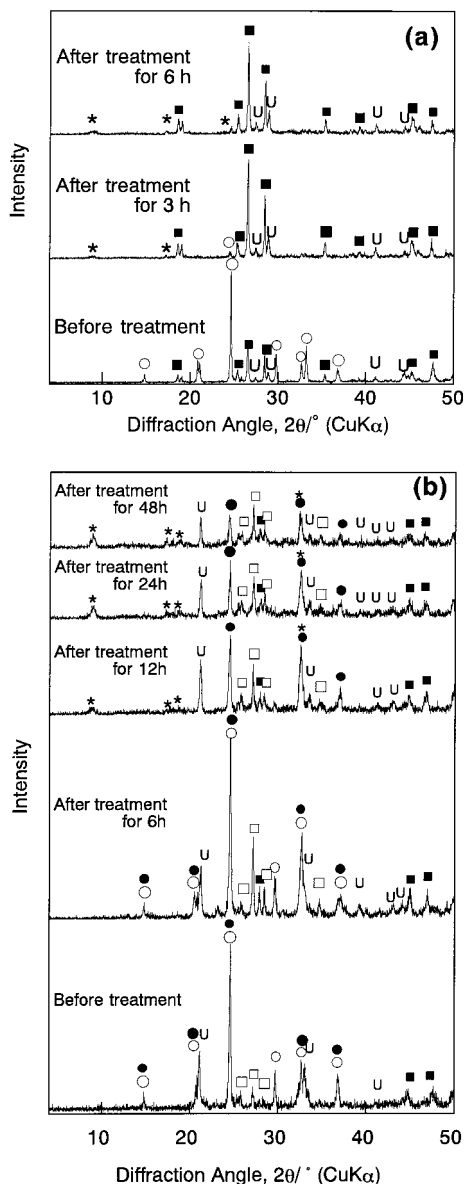 (a)
After treatment
for 6 h
After treatment
for 3 h
Before treatment
Intensity
U U U U
U U U U
U U U U
10 20 30 40 50
Diffraction Angle, 2θ/° (CuKα)
(b)
After treatment
for 48h
After treatment
for 24h
After treatment
for 12h
After treatment
for 6h
Before treatment
Intensity
U U U U U
U U U U U
U U U U
U U U U U
U U U
10 20 30 40 50
Diffraction Angle, 2θ/° (CuKα)